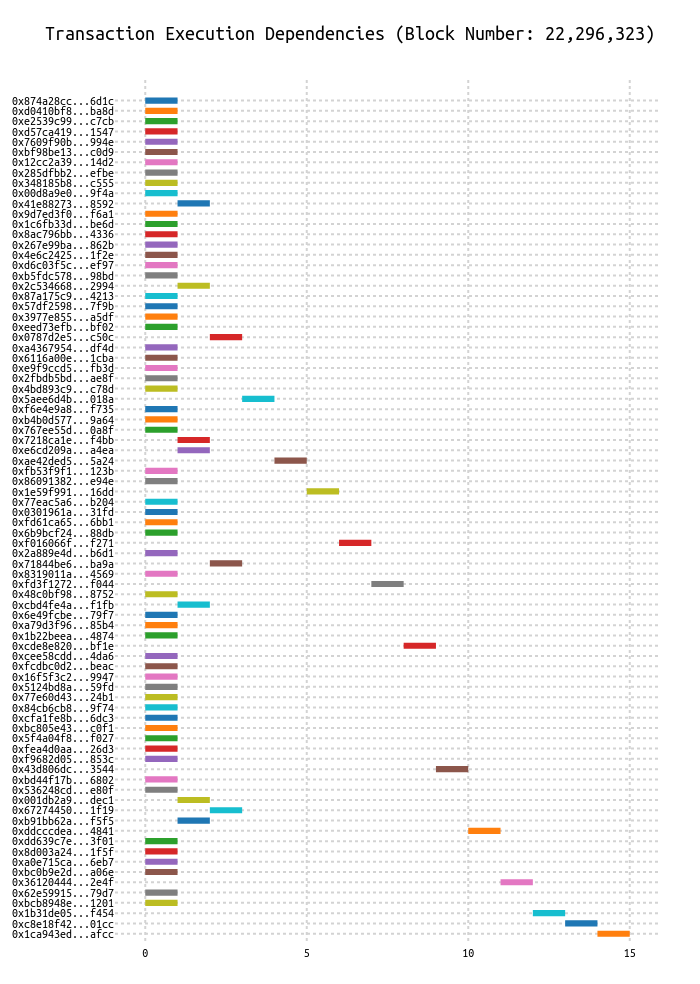 Transaction Execution Dependencies (Block Number: 22,296,323)
0x874a28cc...6d1c
0xd0410bf8...ba8d
0xe2539c99...c7cb
0xd57ca419...1547
0x7609f90b...994e
0xbf98be13...c0d9
0x12cc2a39...14d2
0x285dfbb2...efbe
0x348185b8...c555
0x00d8a9e0...9f4a
0x41e88273...8592
0x9d7ed3f0...f6a1
0x1c6fb33d...be6d
0x8ac796bb...4336
0x267e99ba...862b
0x4e6c2425...1f2e
0xd6c03f5c...ef97
0xb5fdc578...98bd
0x2c534668...2994
0x87a175c9...4213
0x57df2598...7f9b
0x3977e855...a5df
0xeed73efb...bf02
0x0787d2e5...c50c
0xa4367954...df4d
0x6116a00e...1cba
0xe9f9ccd5...fb3d
0x2fbdb5bd...ae8f
0x4bd893c9...c78d
0x5aee6d4b...018a
0xf6e4e9a8...f735
0xb4b0d577...9a64
0x767ee55d...0a8f
0x7218ca1e...f4bb
0xe6cd209a...a4ea
0xae42ded5...5a24
0xfb53f9f1...123b
0x86091382...e94e
0x1e59f991...16dd
0x77eac5a6...b204
0x0301961a...31fd
0xfd61ca65...6bb1
0x6b9bcf24...88db
0xf016066f...f271
0x2a889e4d...b6d1
0x71844be6...ba9a
0x8319011a...4569
0xfd3f1272...f044
0x48c0bf98...8752
0xcbd4fe4a...f1fb
0x6e49fcbe...79f7
0xa79d3f96...85b4
0x1b22beea...4874
0xcde8e820...bf1e
0xcee58cdd...4da6
0xfcdbc0d2...beac
0x16f5f3c2...9947
0x5124bd8a...59fd
0x77e60d43...24b1
0x84cb6cb8...9f74
0xcfa1fe8b...6dc3
0xbc805e43...c0f1
0x5f4a04f8...f027
0xfea4d0aa...26d3
0xf9682d05...853c
0x43d806dc...3544
0xbd44f17b...6802
0x536248cd...e80f
0x001db2a9...dec1
0x67274450...1f19
0xb91bb62a...f5f5
0xddcccdea...4841
0xdd639c7e...3f01
0x8d003a24...1f5f
0xa0e715ca...6eb7
0xbc0b9e2d...a06e
0x36120444...2e4f
0x62e59915...79d7
0xbcb8948e...1201
0x1b31de05...f454
0xc8e18f42...01cc
0x1ca943ed...afcc
0 5 10 15